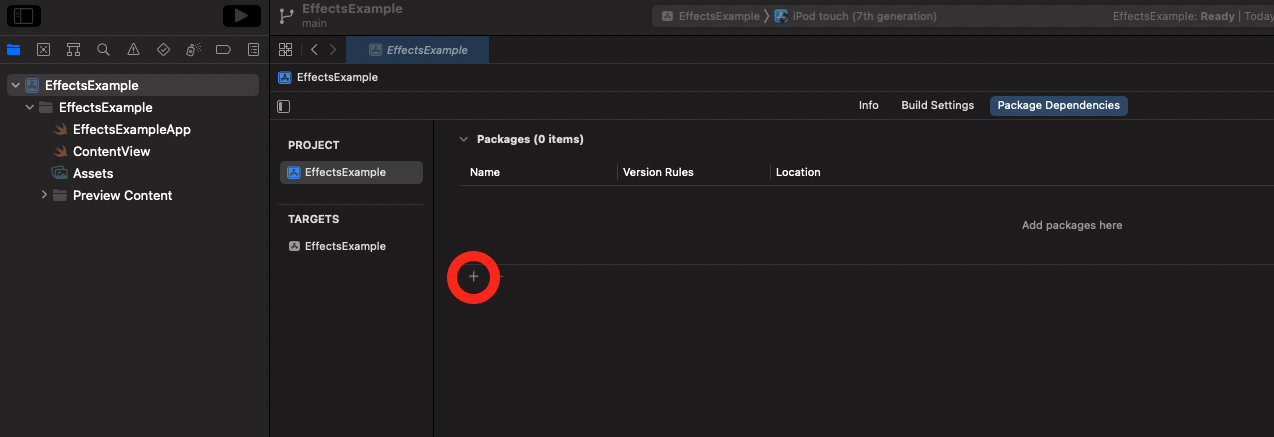 EffectsExample
main
EffectsExample
iPod touch (7th generation)
EffectsExample: Ready | Today
EffectsExample
EffectsExample
Info
Build Settings
Package Dependencies
EffectsExample
EffectsExample
EffectsExampleApp
ContentView
Assets
Preview Content
PROJECT
EffectsExample
TARGETS
EffectsExample
Packages (0 items)
Name
Version Rules
Location
Add packages here